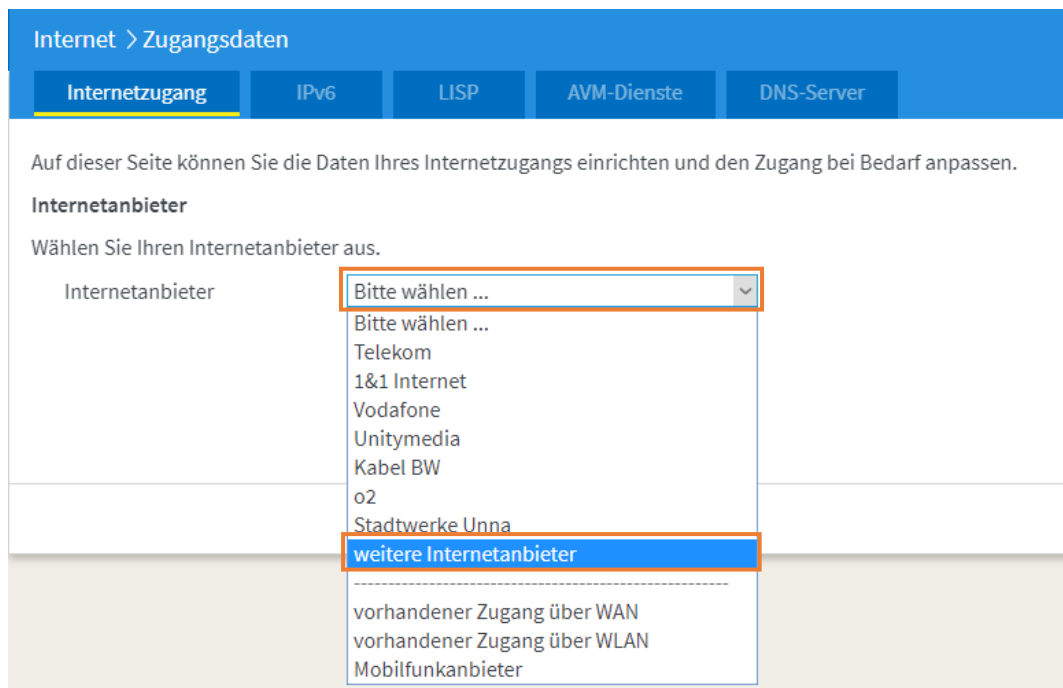 Internet > Zugangsdaten
Internetzugang IPv6 LISP AVM-Dienste DNS-Server
Auf dieser Seite können Sie die Daten Ihres Internetzugangs einrichten und den Zugang bei Bedarf anpassen.
Internetanbieter
Wählen Sie Ihren Internetanbieter aus.
Internetanbieter Bitte wählen ...
Bitte wählen ...
Telekom
1&1 Internet
Vodafone
Unitymedia
Kabel BW
o2
Stadtwerke Unna
weitere Internetanbieter
------------------------------------------------------
vorhandener Zugang über WAN
vorhandener Zugang über WLAN
Mobilfunkanbieter